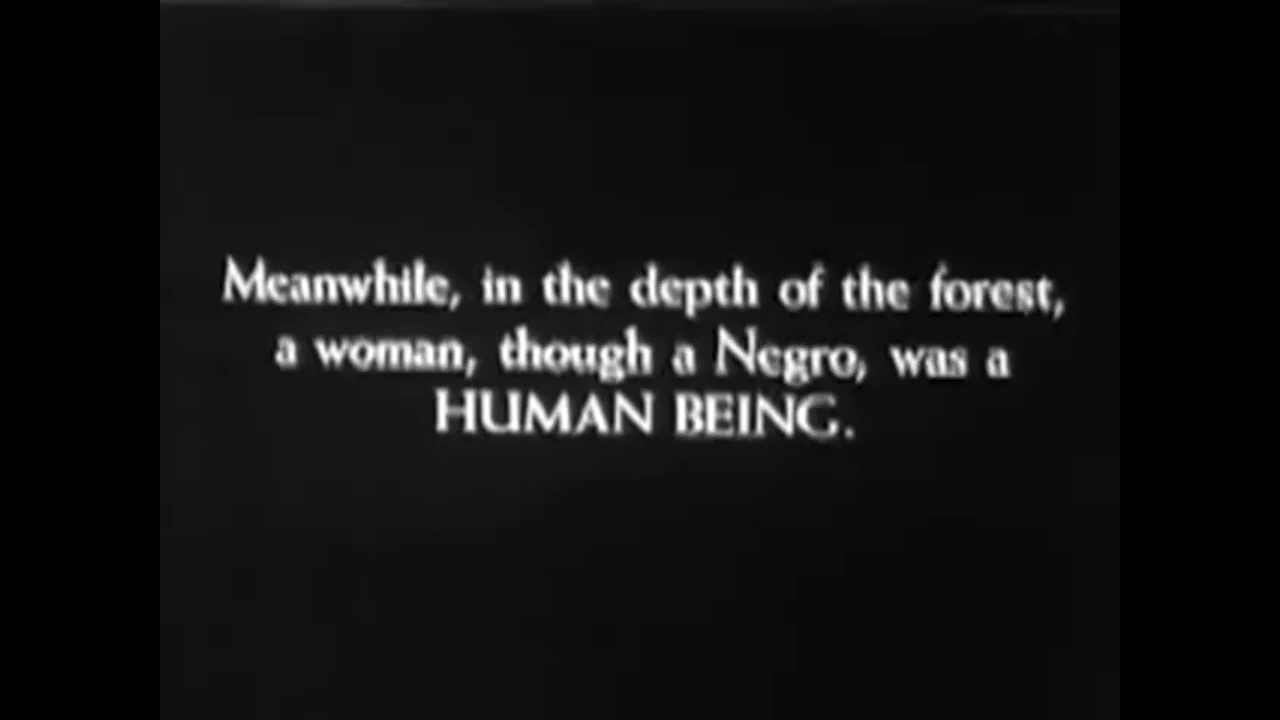 Meanwhile, in the depth of the forest,
a woman, though a Negro, was a
HUMAN BEING.